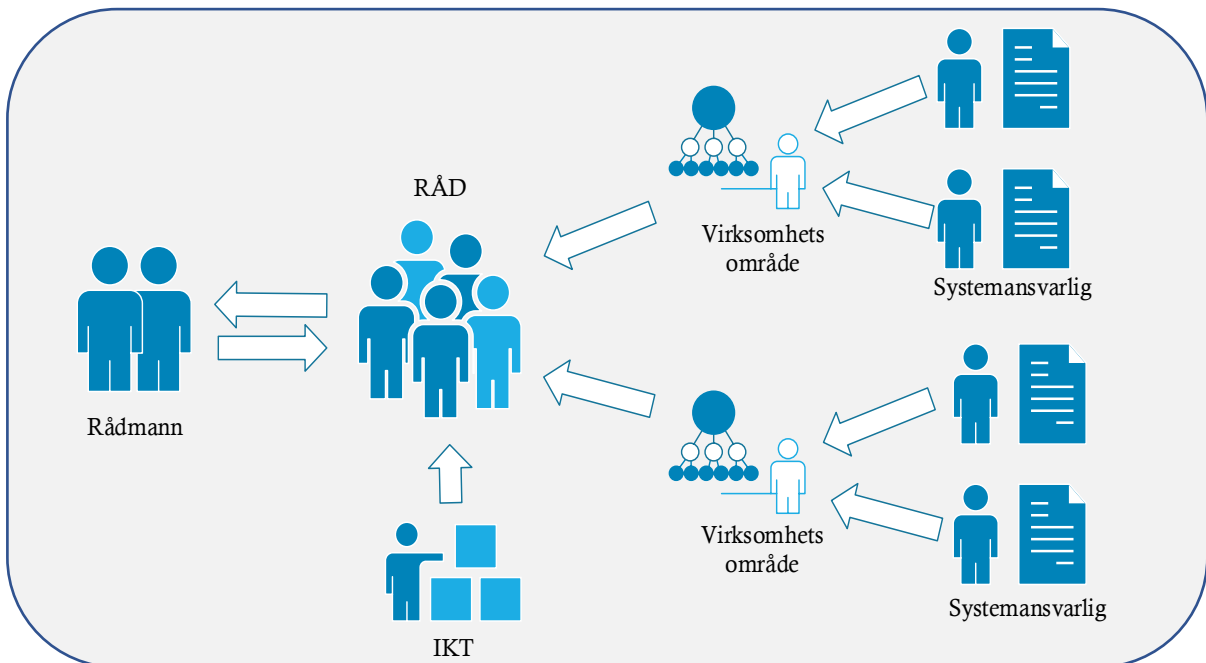 RÅD
Virksomhets
område
Systemansvarlig
Rådmann
Virksomhets
område
Systemansvarlig
IKT